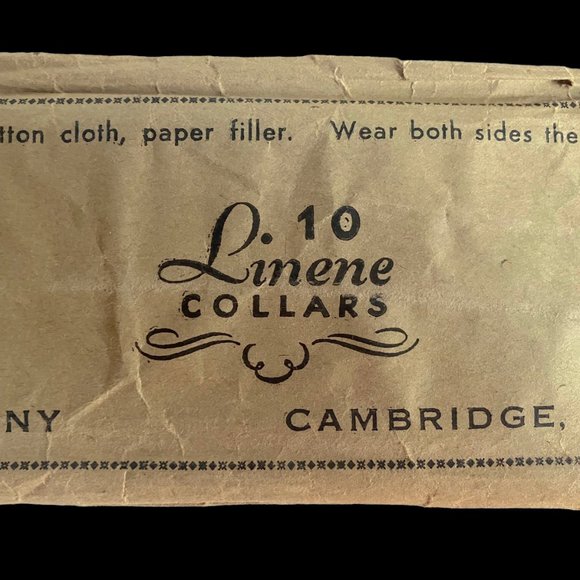 tton cloth, paper filler. Wear both sides the
10
Linene
COLLARS
NY CAMBRIDGE,